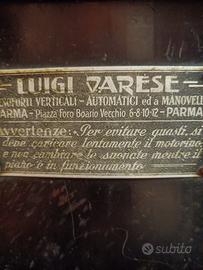 LUIGI VARESE
PIANOFORTI VERTICALI - AUTOMATICI ed a MANOVELLA
PARMA - Piazza Foro Boario Vecchio 6-8-10-12 - PARMA
Avvertenze: - Per evitare guasti, si
deve caricare lentamente il motorino,
e non cambiare le suonate mentre il
piano è in funzionamento
subito